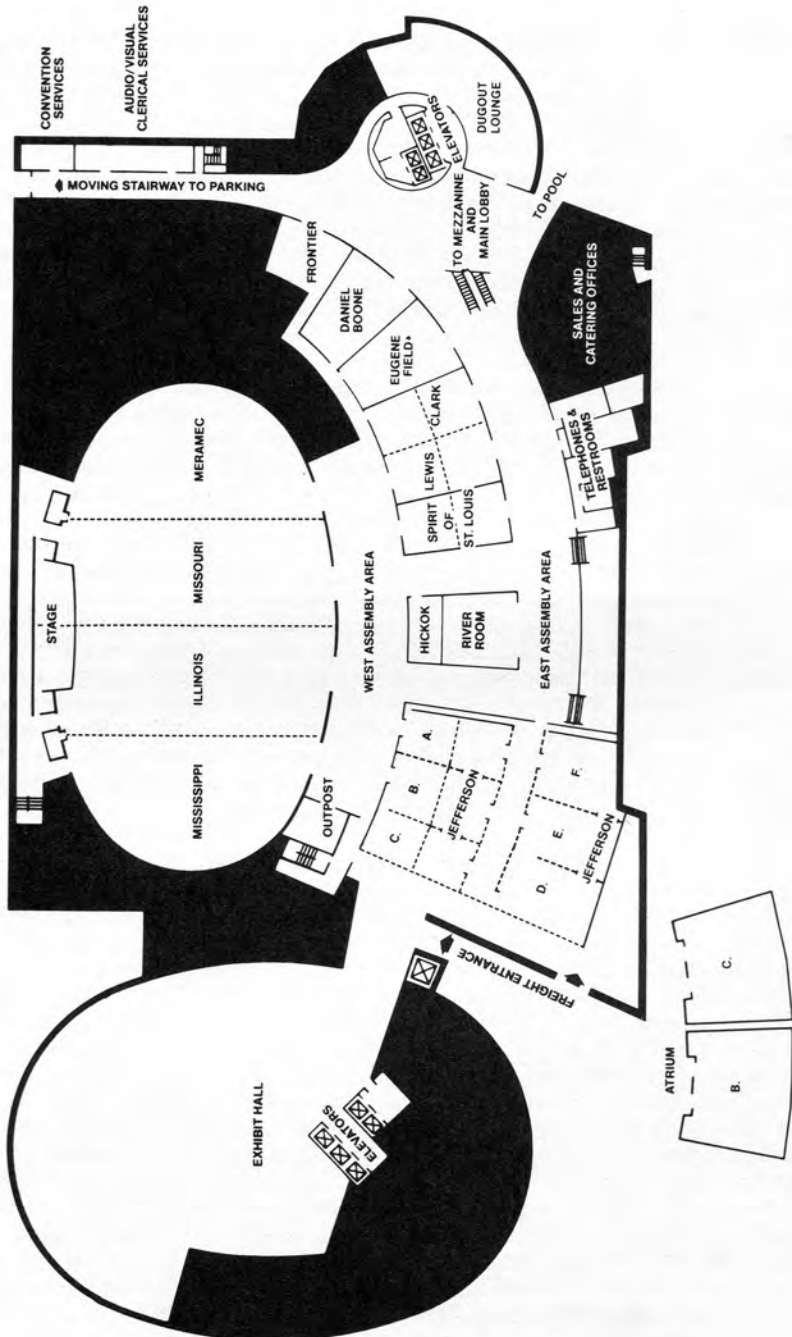 CONVENTION
SERVICES
AUDIO/VISUAL
CLERICAL SERVICES
MOVING STAIRWAY TO PARKING
ELEVATORS
DUGOUT
LOUNGE
TO MEZZANINE
AND
MAIN LOBBY
TO POOL
SALES AND
CATERING OFFICES
TELEPHONES &
RESTROOMS
FRONTIER
DANIEL
BOONE
EUGENE
FIELD
CLARK
LEWIS
SPIRIT
OF
ST. LOUIS
HICKOK
RIVER
ROOM
WEST ASSEMBLY AREA
EAST ASSEMBLY AREA
STAGE
MERAMEC
MISSOURI
ILLINOIS
MISSISSIPPI
OUTPOST
A.
B.
C.
JEFFERSON
F.
E.
D.
JEFFERSON
FREIGHT ENTRANCE
EXHIBIT HALL
ELEVATORS
ATRIUM
C.
B.